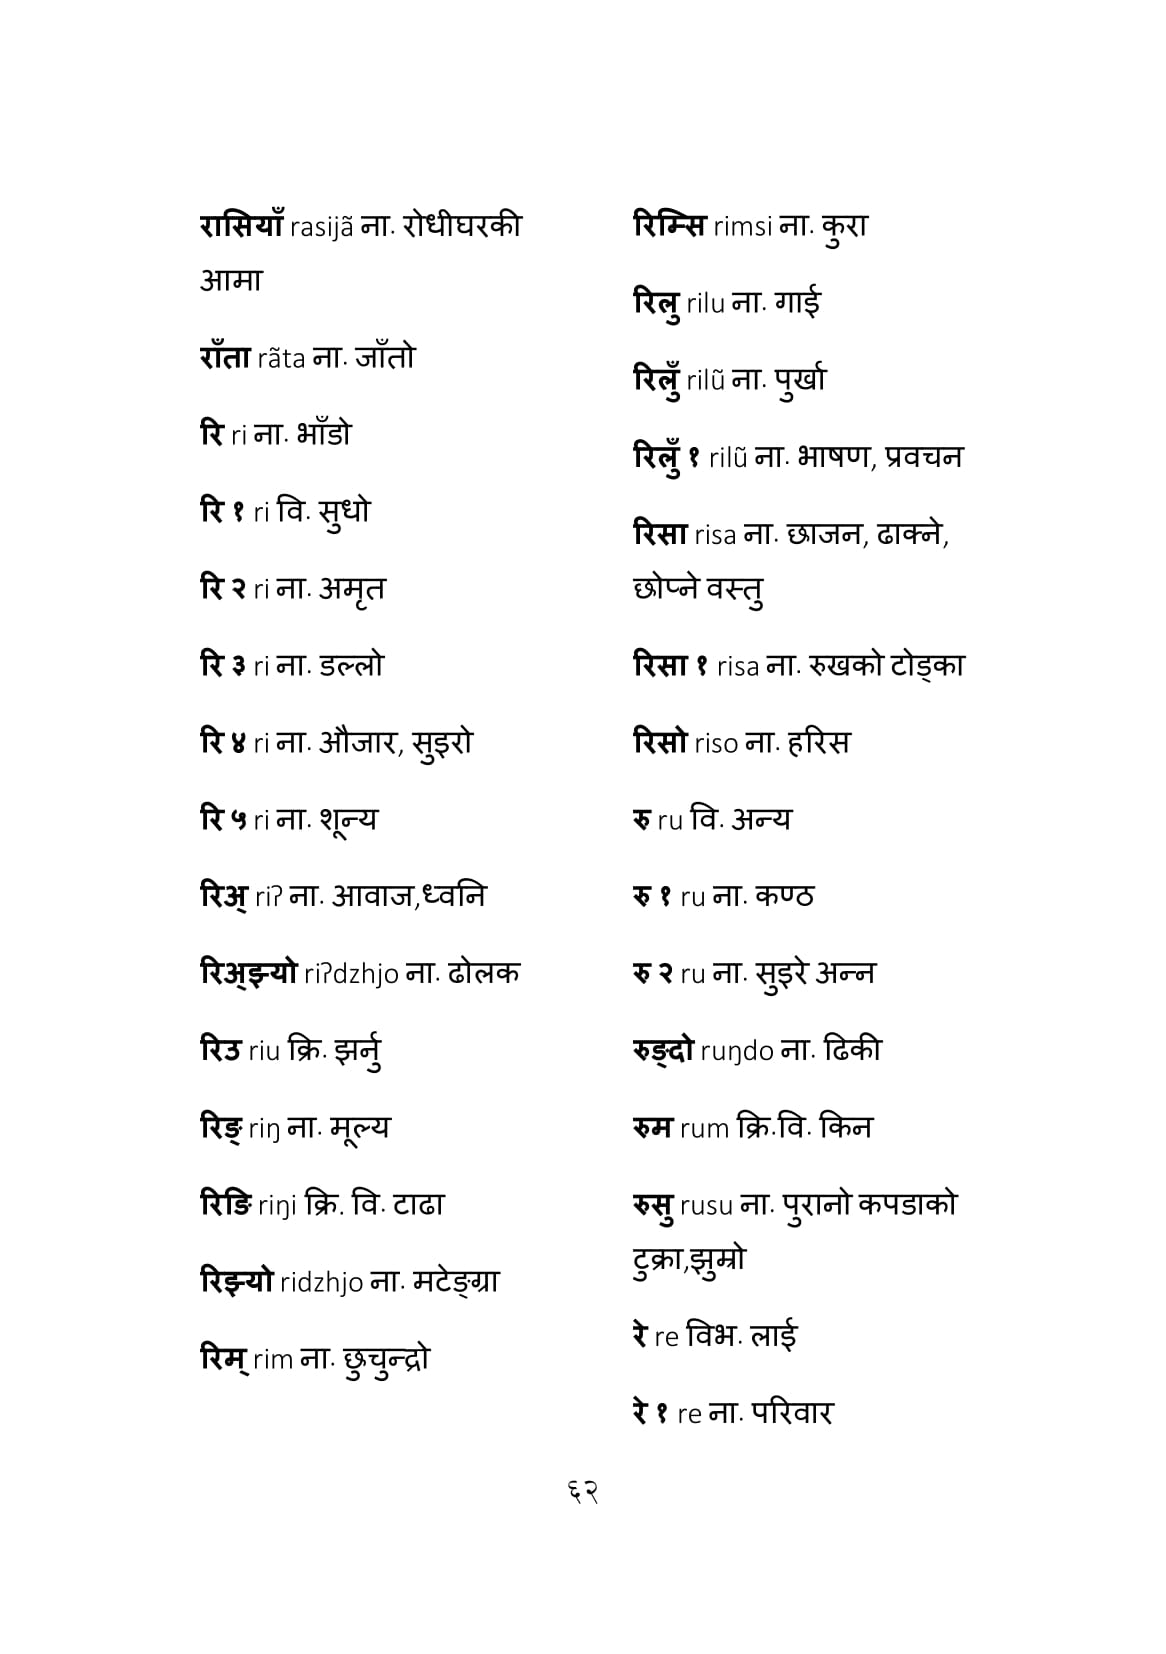 रासियाँ rasijã ना. रोधीघरकी
आमा
राँता rãta ना. जाँतो
रि ri ना. भाँडो
रि १ ri वि. सुधो
रि २ ri ना. अमृत
रि ३ ri ना. डल्लो
रि ४ ri ना. औजार, सुइरो
रि ५ ri ना. शून्य
रिअ् riʔ ना. आवाज,ध्वनि
रिअ्झ्यो riʔdzhjo ना. ढोलक
रिउ riu क्रि. झर्नु
रिङ् riŋ ना. मूल्य
रिङि riŋi क्रि. वि. टाढा
रिझ्यो ridzhjo ना. मटेङ्ग्रा
रिम् rim ना. छुचुन्द्रो
रिम्सि rimsi ना. कुरा
रिलु rilu ना. गाई
रिलुँ rilũ ना. पुर्खा
रिलुँ १ rilũ ना. भाषण, प्रवचन
रिसा risa ना. छाजन, ढाक्ने,
छोप्ने वस्तु
रिसा १ risa ना. रुखको टोड्का
रिसो riso ना. हरिस
रु ru वि. अन्य
रु १ ru ना. कण्ठ
रु २ ru ना. सुइरे अन्न
रुङ्दो ruŋdo ना. ढिकी
रुम rum क्रि.वि. किन
रुसु rusu ना. पुरानो कपडाको
टुक्रा,झुम्रो
रे re विभ. लाई
रे १ re ना. परिवार
६२